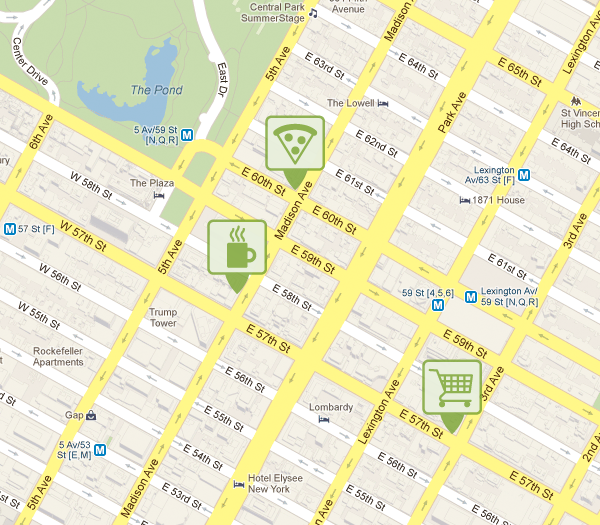 Central Park
SummerStage
Avenue
Madison Ave
Lexington Ave
Center Drive
5th Ave
E 63rd St
E 64th St
E 65th St
The Pond
East Dr
The Lowell
Park Ave
St Vincent
High Sch
6th Ave
5 Av/59 St
[N,Q,R]
E 62nd St
E 64th St
Lexington
Av/63 St [F]
W 58th St
The Plaza
E 60th St
E 61st St
1871 House
Madison Ave
E 60th St
3rd Ave
57 St [F]
W 57th St
5th Ave
E 59th St
E 61st St
W 56th St
E 58th St
59 St [4,5,6]
Lexington Av/
59 St [N,Q,R]
W 55th St
Trump
Tower
E 57th St
E 59th St
Rockefeller
Apartments
E 56th St
3rd Ave
Lexington Ave
Gap
E 55th St
Lombardy
E 57th St
5 Av/53
St [E,M]
E 54th St
E 56th St
2nd Ave
Madison Ave
Hotel Elysee
New York
E 57th St
5th Ave
E 53rd St
E 55th St
E 56th St